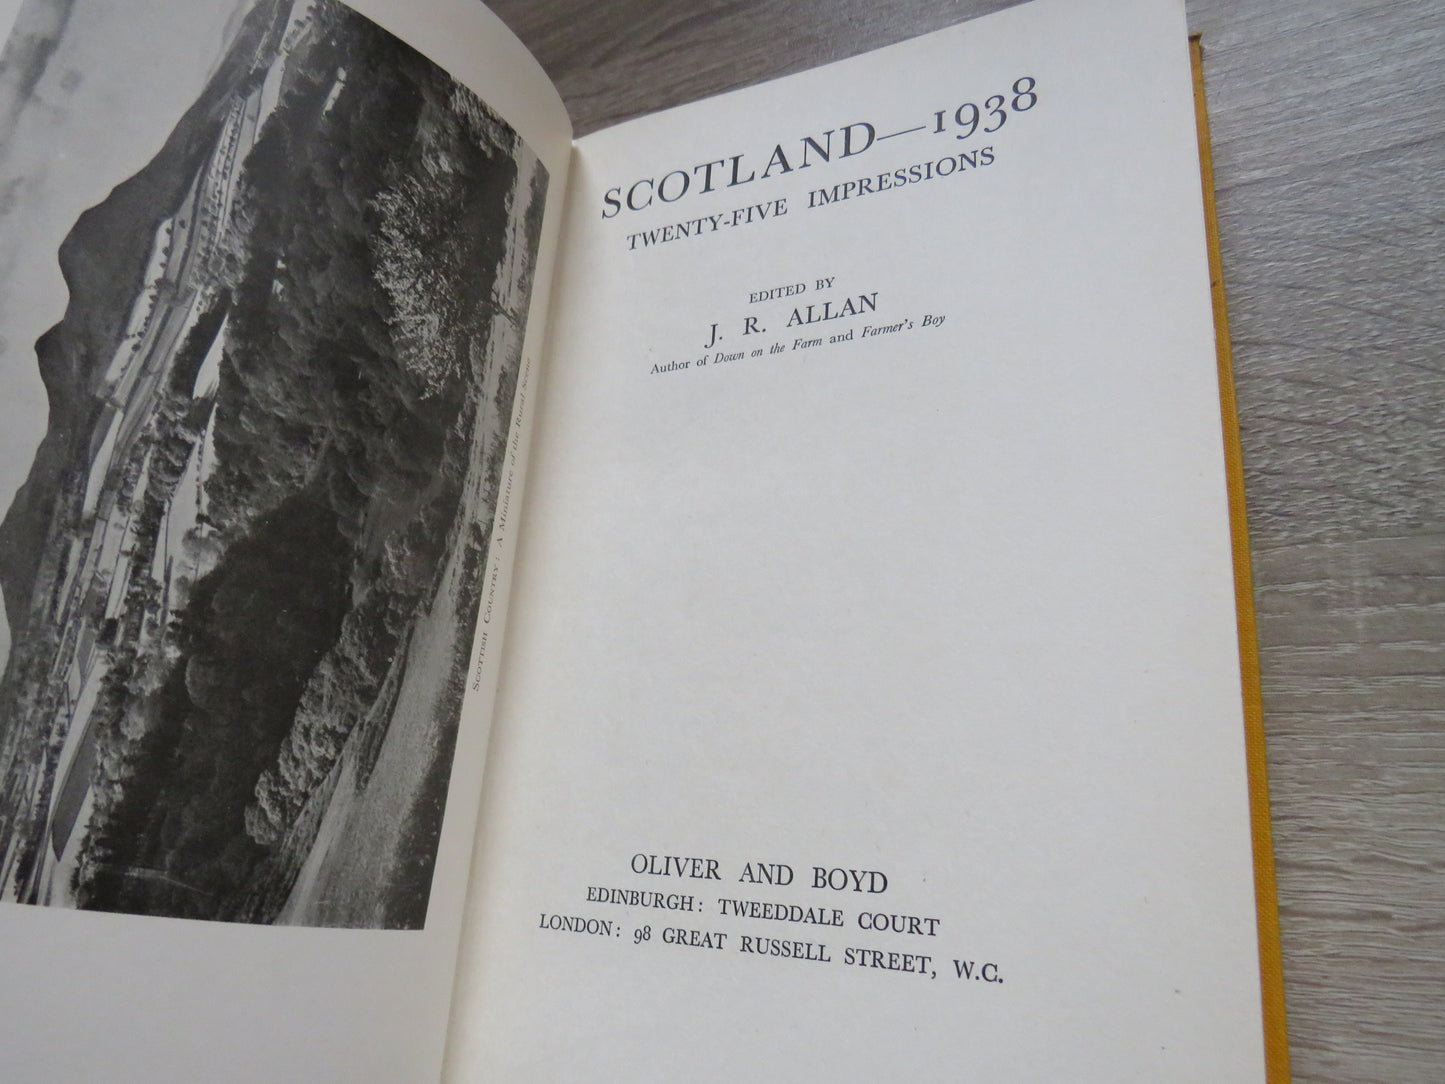 SCOTTISH COUNTRY: A Miniature of the Rural Scene
SCOTLAND—1938
TWENTY-FIVE IMPRESSIONS
EDITED BY
J. R. ALLAN
Author of Down on the Farm and Farmer's Boy
OLIVER AND BOYD
EDINBURGH: TWEEDDALE COURT
LONDON: 98 GREAT RUSSELL STREET, W.C.